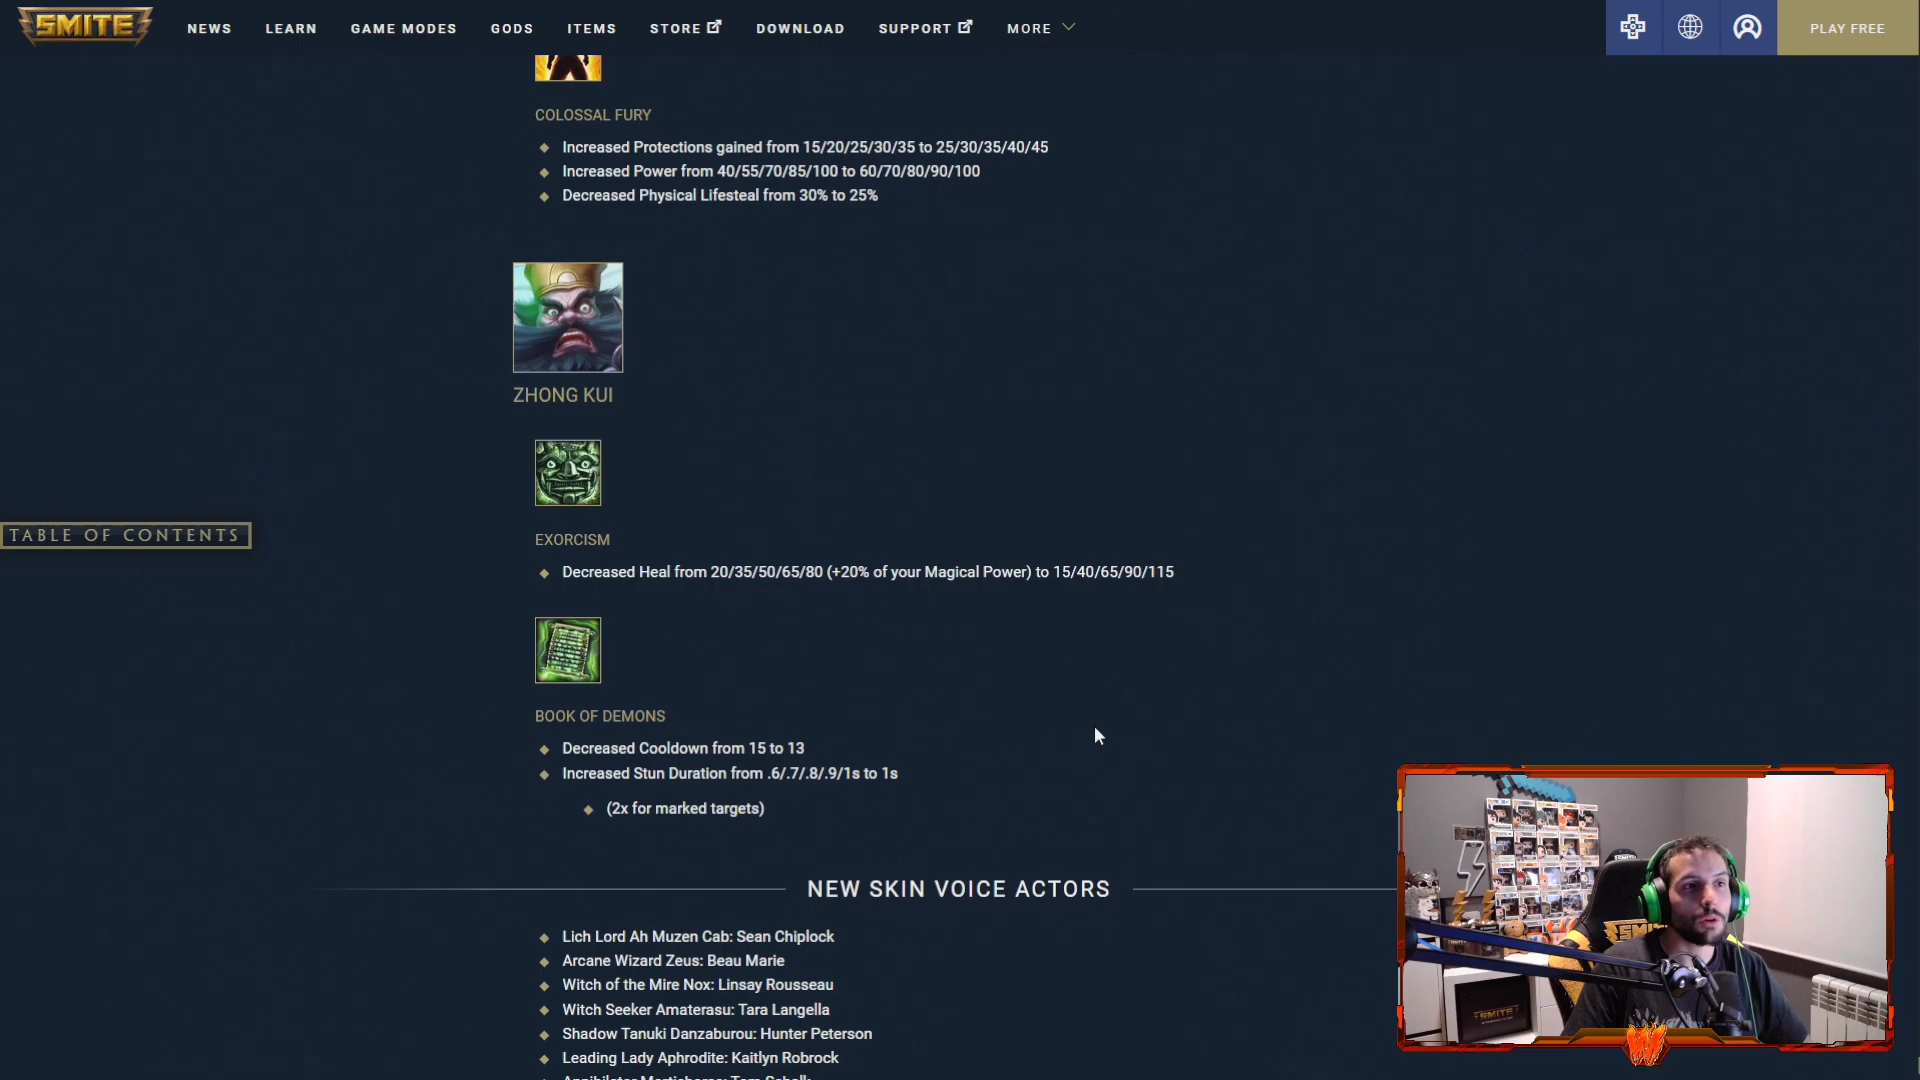 SMITE
NEWS LEARN GAME MODES GODS ITEMS STORE DOWNLOAD SUPPORT MORE PLAY FREE
COLOSSAL FURY
Increased Protections gained from 15/20/25/30/35 to 25/30/35/40/45
Increased Power from 40/55/70/85/100 to 60/70/80/90/100
Decreased Physical Lifesteal from 30% to 25%
ZHONG KUI
TABLE OF CONTENTS
EXORCISM
Decreased Heal from 20/35/50/65/80 (+20% of your Magical Power) to 15/40/65/90/115
BOOK OF DEMONS
Decreased Cooldown from 15 to 13
Increased Stun Duration from .6/.7/.8/.9/1s to 1s
(2x for marked targets)
NEW SKIN VOICE ACTORS
Lich Lord Ah Muzen Cab: Sean Chiplock
Arcane Wizard Zeus: Beau Marie
Witch of the Mire Nox: Linsay Rousseau
Witch Seeker Amaterasu: Tara Langella
Shadow Tanuki Danzaburou: Hunter Peterson
Leading Lady Aphrodite: Kaitlyn Robrock
SMITE